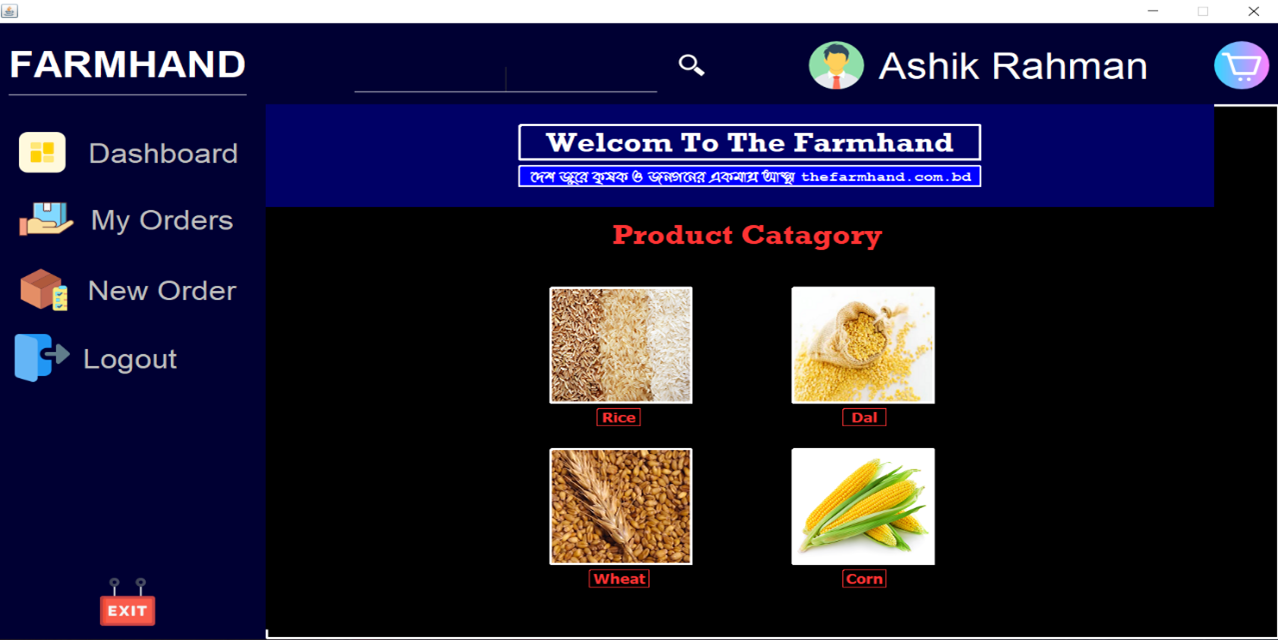 FARMHAND
Ashik Rahman
Dashboard
My Orders
New Order
Logout
EXIT
Welcom To The Farmhand
দেশ জুরে কৃষক ও জনগনের একমাত্র আস্থা thefarmhand.com.bd
Product Catagory
Rice
Dal
Wheat
Corn